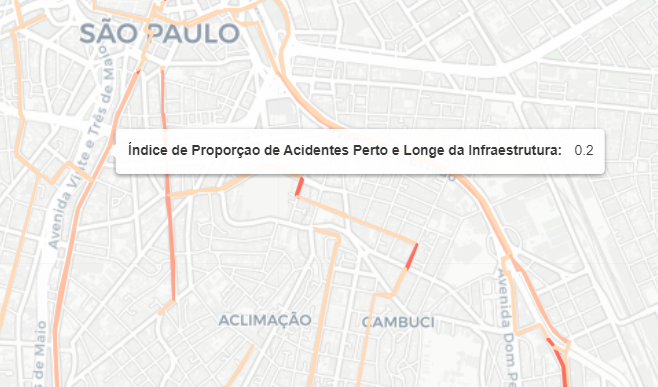 SÃO PAULO
Avenida Vinte e Três de Maio
Índice de Proporçao de Acidentes Perto e Longe da Infraestrutura: 0.2
ACLIMAÇÃO
CAMBUCI
Avenida Dom Pe
s de Maio